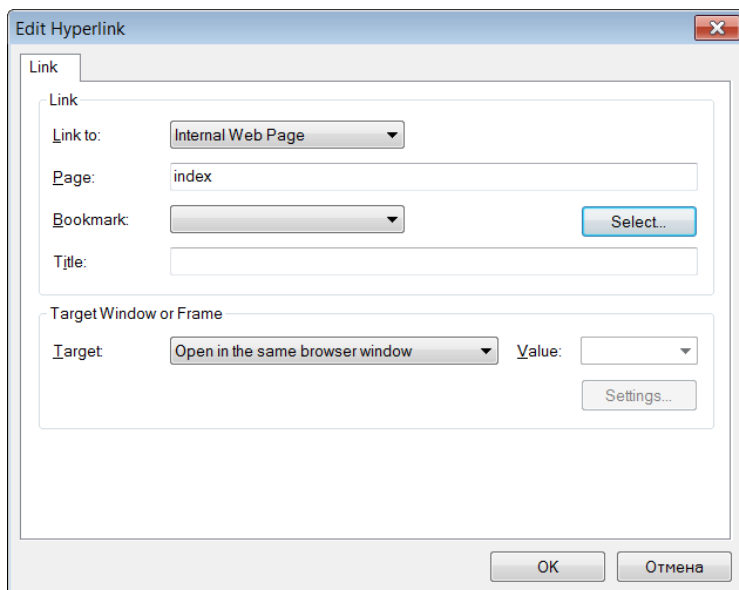 Edit Hyperlink
Link
Link
Link to: Internal Web Page
Page: index
Bookmark: Select...
Title:
Target Window or Frame
Target: Open in the same browser window Value:
Settings...
OK Отмена